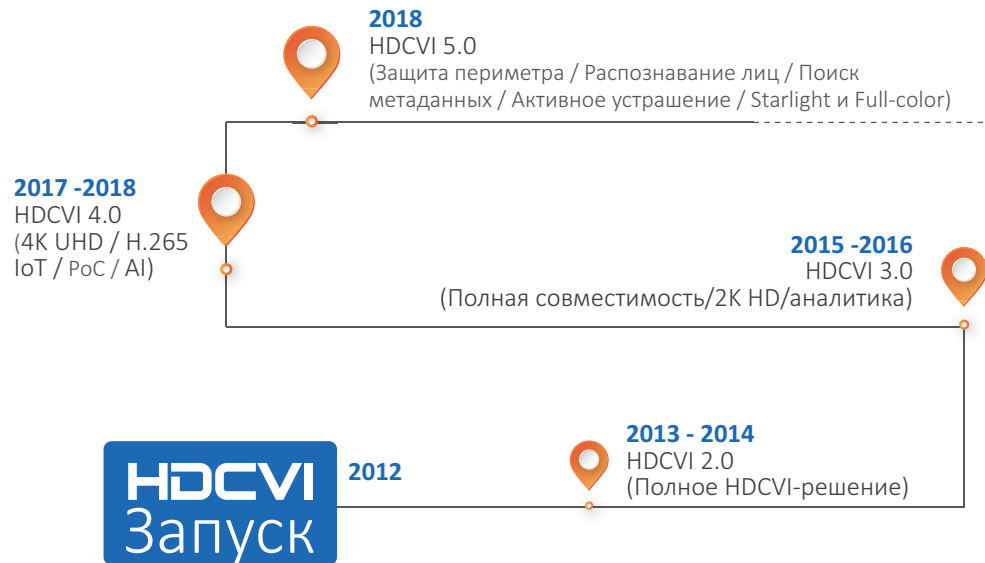 2018
HDCVI 5.0
(Защита периметра / Распознавание лиц / Поиск
метаданных / Активное устрашение / Starlight и Full-color)
2017 -2018
HDCVI 4.0
(4K UHD / H.265
IoT / PoC / AI)
2015 -2016
HDCVI 3.0
(Полная совместимость/2K HD/аналитика)
2013 - 2014
HDCVI 2.0
(Полное HDCVI-решение)
HDCVI
Запуск
2012